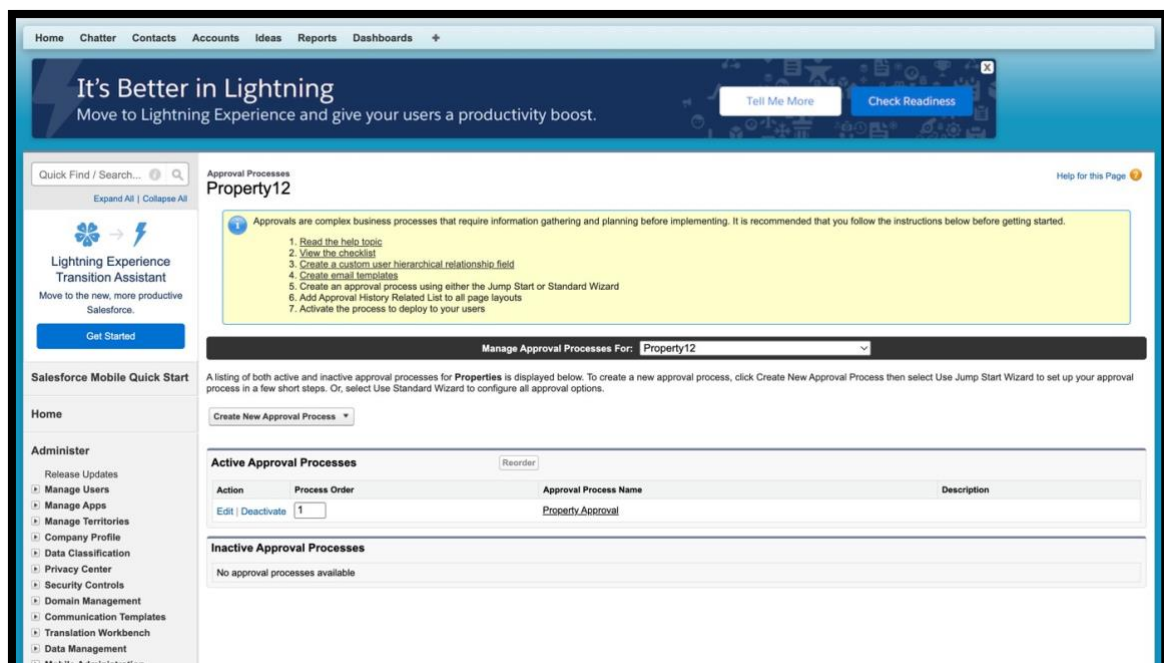 Home Chatter Contacts Accounts Ideas Reports Dashboards +
It's Better in Lightning
Move to Lightning Experience and give your users a productivity boost.
Tell Me More
Check Readiness
X
Quick Find / Search...
Expand All | Collapse All
Lightning Experience
Transition Assistant
Move to the new, more productive
Salesforce.
Get Started
Salesforce Mobile Quick Start
Home
Administer
Release Updates
Manage Users
Manage Apps
Manage Territories
Company Profile
Data Classification
Privacy Center
Security Controls
Domain Management
Communication Templates
Translation Workbench
Data Management
Mobile Administration
Approval Processes
Property12
Help for this Page ?
Approvals are complex business processes that require information gathering and planning before implementing. It is recommended that you follow the instructions below before getting started.
1. Read the help topic
2. View the checklist
3. Create a custom user hierarchical relationship field
4. Create email templates
5. Create an approval process using either the Jump Start or Standard Wizard
6. Add Approval History Related List to all page layouts
7. Activate the process to deploy to your users
Manage Approval Processes For: Property12
A listing of both active and inactive approval processes for Properties is displayed below. To create a new approval process, click Create New Approval Process then select Use Jump Start Wizard to set up your approval
process in a few short steps. Or, select Use Standard Wizard to configure all approval options.
Create New Approval Process
Active Approval Processes Reorder
Action Process Order Approval Process Name Description
Edit | Deactivate 1 Property Approval
Inactive Approval Processes
No approval processes available